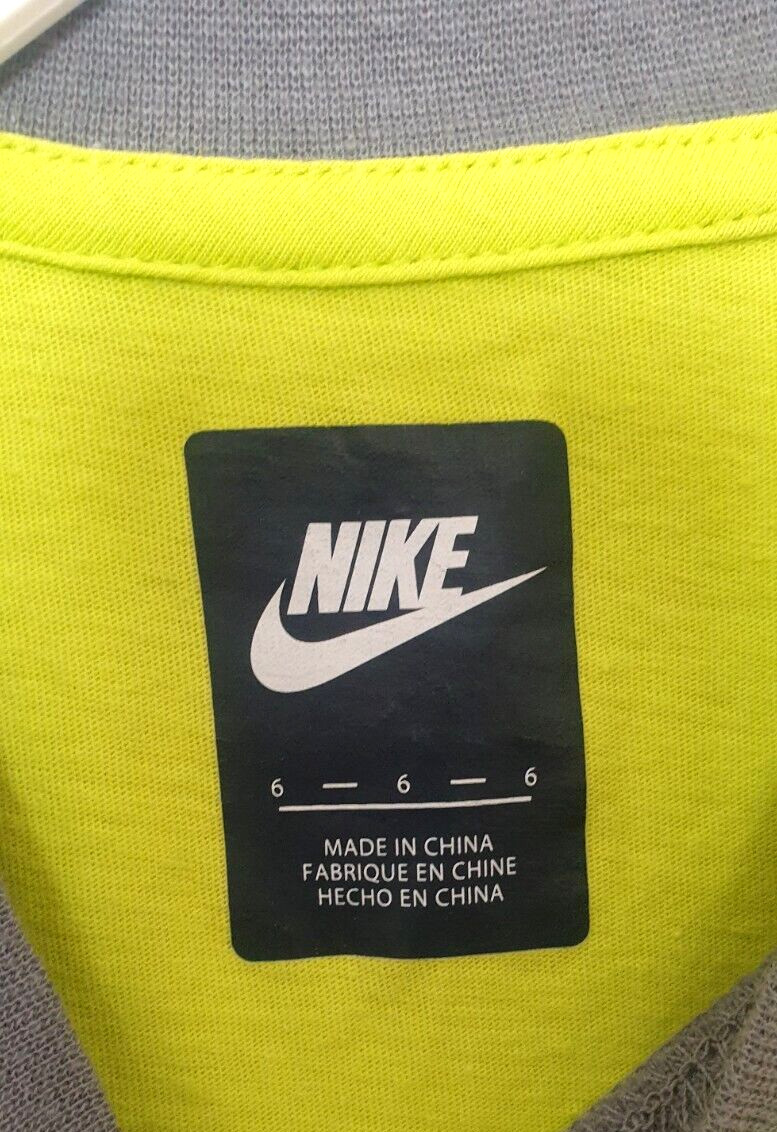 NIKE
6 — 6 — 6
MADE IN CHINA
FABRIQUE EN CHINE
HECHO EN CHINA